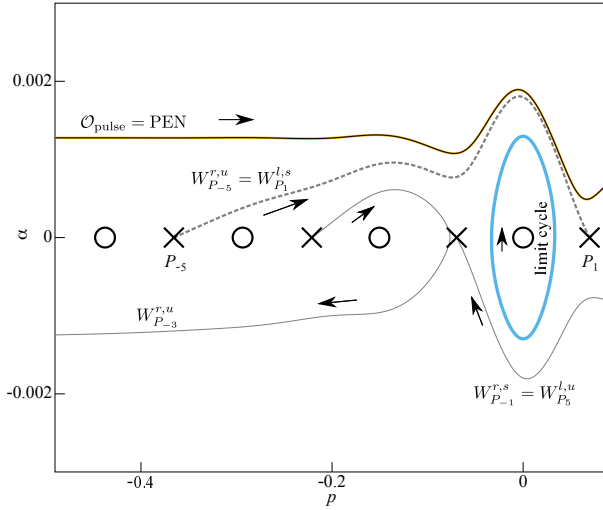 0.002
𝒪_pulse = PEN
W^{r,u}_{P_{-5}} = W^{l,s}_{P_1}
α
0
P_{-5}
limit cycle
P_1
W^{r,u}_{P_{-3}}
W^{r,s}_{P_{-1}} = W^{l,u}_{P_5}
-0.002
-0.4
-0.2
0
p